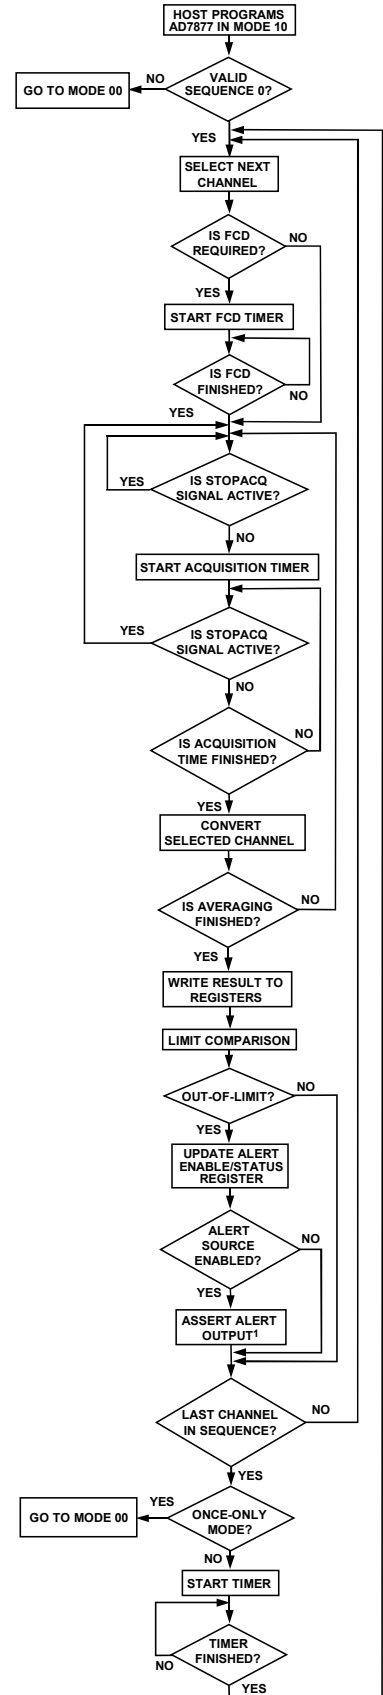 HOST PROGRAMS
AD7877 IN MODE 10
NO
VALID
SEQUENCE 0?
GO TO MODE 00
YES
SELECT NEXT
CHANNEL
IS FCD
REQUIRED?
NO
YES
START FCD TIMER
IS FCD
FINISHED?
NO
YES
IS STOPACQ
SIGNAL ACTIVE?
YES
NO
START ACQUISITION TIMER
IS STOPACQ
SIGNAL ACTIVE?
YES
NO
IS ACQUISITION
TIME FINISHED?
NO
YES
CONVERT
SELECTED CHANNEL
IS AVERAGING
FINISHED?
NO
YES
WRITE RESULT TO
REGISTERS
LIMIT COMPARISON
OUT-OF-LIMIT?
NO
YES
UPDATE ALERT
ENABLE/STATUS
REGISTER
ALERT
SOURCE
ENABLED?
NO
YES
ASSERT ALERT
OUTPUT¹
LAST CHANNEL
IN SEQUENCE?
NO
YES
ONCE-ONLY
MODE?
YES
GO TO MODE 00
NO
START TIMER
TIMER
FINISHED?
NO
YES